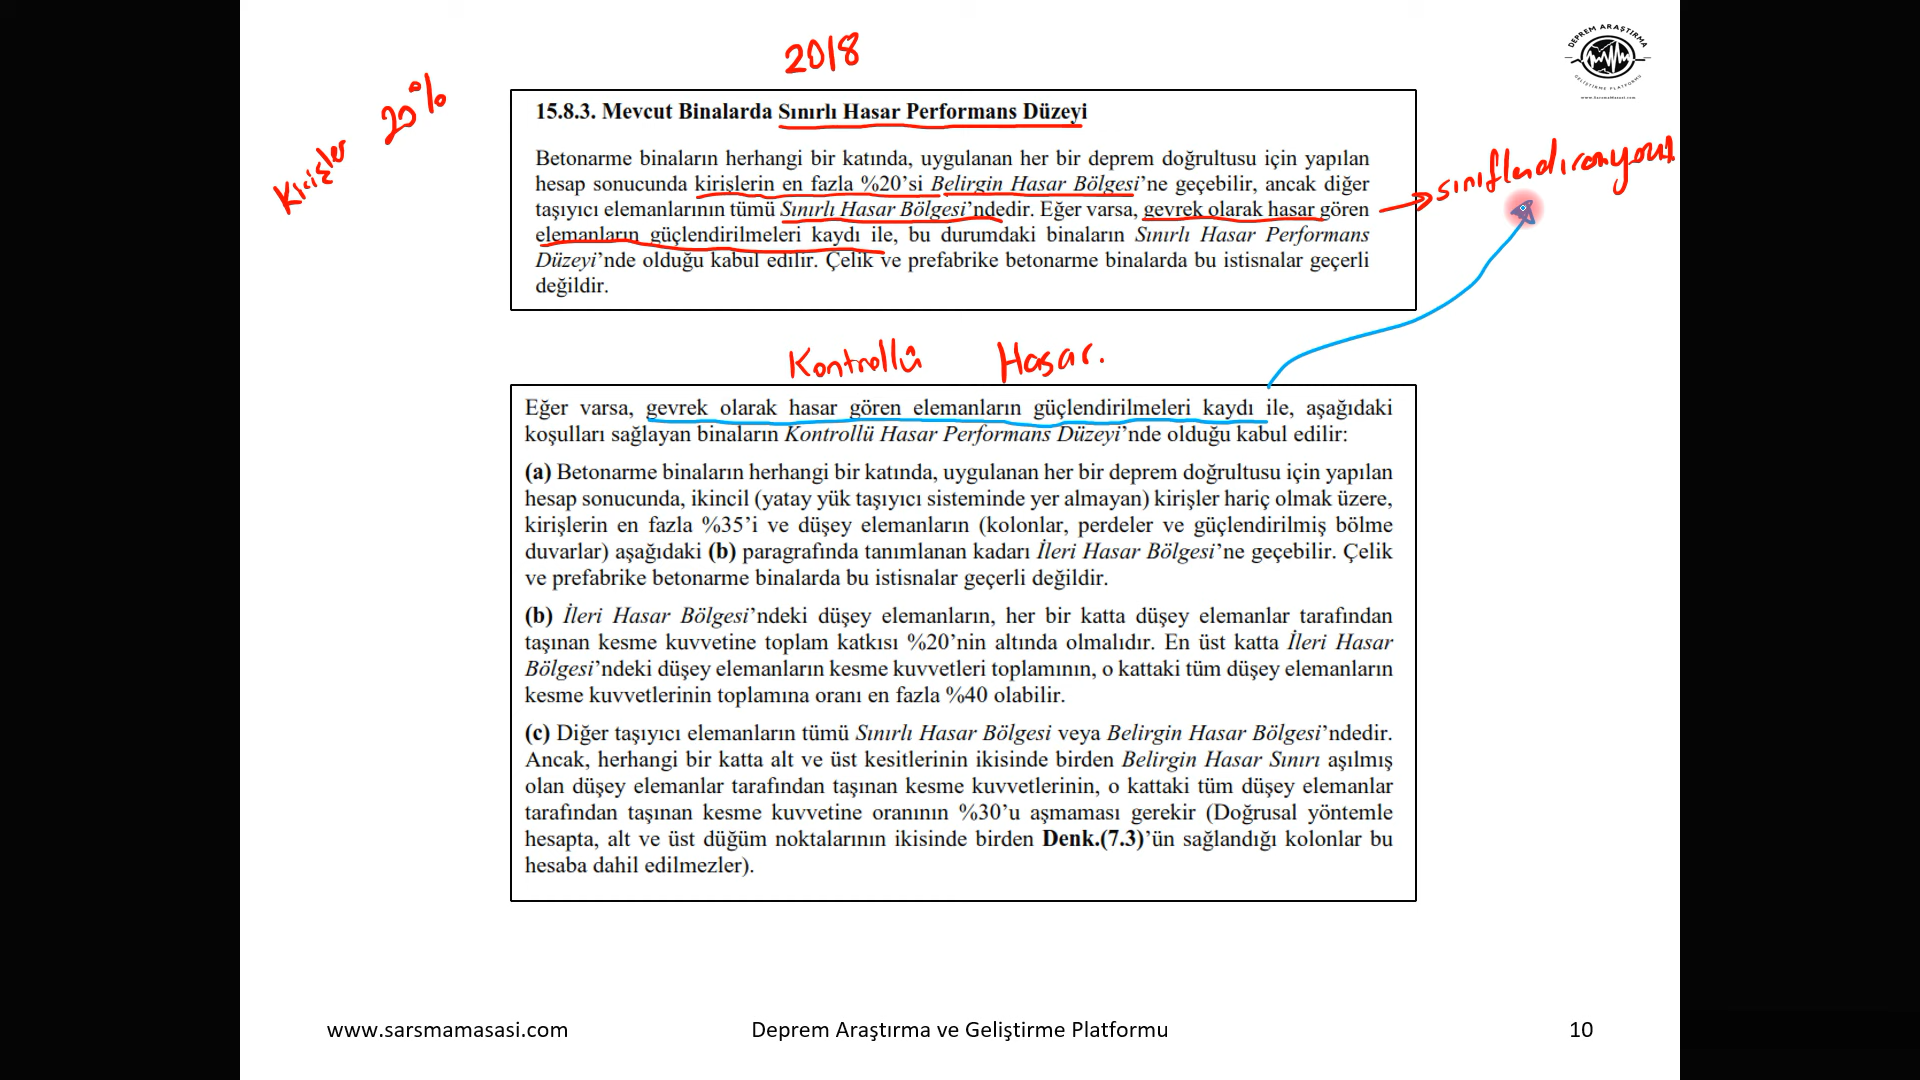 2018
Kirişler 20%
DEPREM ARAŞTIRMA
GELİŞTİRME PLATFORMU
www.SarsmaMasasi.com
15.8.3. Mevcut Binalarda Sınırlı Hasar Performans Düzeyi
Betonarme binaların herhangi bir katında, uygulanan her bir deprem doğrultusu için yapılan
hesap sonucunda kirişlerin en fazla %20’si Belirgin Hasar Bölgesi’ne geçebilir, ancak diğer
taşıyıcı elemanlarının tümü Sınırlı Hasar Bölgesi’ndedir. Eğer varsa, gevrek olarak hasar gören
elemanların güçlendirilmeleri kaydı ile, bu durumdaki binaların Sınırlı Hasar Performans
Düzeyi’nde olduğu kabul edilir. Çelik ve prefabrike betonarme binalarda bu istisnalar geçerli
değildir.
Kontrollü Hasar.
Eğer varsa, gevrek olarak hasar gören elemanların güçlendirilmeleri kaydı ile, aşağıdaki
koşulları sağlayan binaların Kontrollü Hasar Performans Düzeyi’nde olduğu kabul edilir:
(a) Betonarme binaların herhangi bir katında, uygulanan her bir deprem doğrultusu için yapılan
hesap sonucunda, ikincil (yatay yük taşıyıcı sisteminde yer almayan) kirişler hariç olmak üzere,
kirişlerin en fazla %35’i ve düşey elemanların (kolonlar, perdeler ve güçlendirilmiş bölme
duvarlar) aşağıdaki (b) paragrafında tanımlanan kadarı İleri Hasar Bölgesi’ne geçebilir. Çelik
ve prefabrike betonarme binalarda bu istisnalar geçerli değildir.
(b) İleri Hasar Bölgesi’ndeki düşey elemanların, her bir katta düşey elemanlar tarafından
taşınan kesme kuvvetine toplam katkısı %20’nin altında olmalıdır. En üst katta İleri Hasar
Bölgesi’ndeki düşey elemanların kesme kuvvetleri toplamının, o kattaki tüm düşey elemanların
kesme kuvvetlerinin toplamına oranı en fazla %40 olabilir.
(c) Diğer taşıyıcı elemanların tümü Sınırlı Hasar Bölgesi veya Belirgin Hasar Bölgesi’ndedir.
Ancak, herhangi bir katta alt ve üst kesitlerinin ikisinde birden Belirgin Hasar Sınırı aşılmış
olan düşey elemanlar tarafından taşınan kesme kuvvetlerinin, o kattaki tüm düşey elemanlar
tarafından taşınan kesme kuvvetine oranının %30’u aşmaması gerekir (Doğrusal yöntemle
hesapta, alt ve üst düğüm noktalarının ikisinde birden Denk.(7.3)’ün sağlandığı kolonlar bu
hesaba dahil edilmezler).
www.sarsmamasasi.com
Deprem Araştırma ve Geliştirme Platformu
10